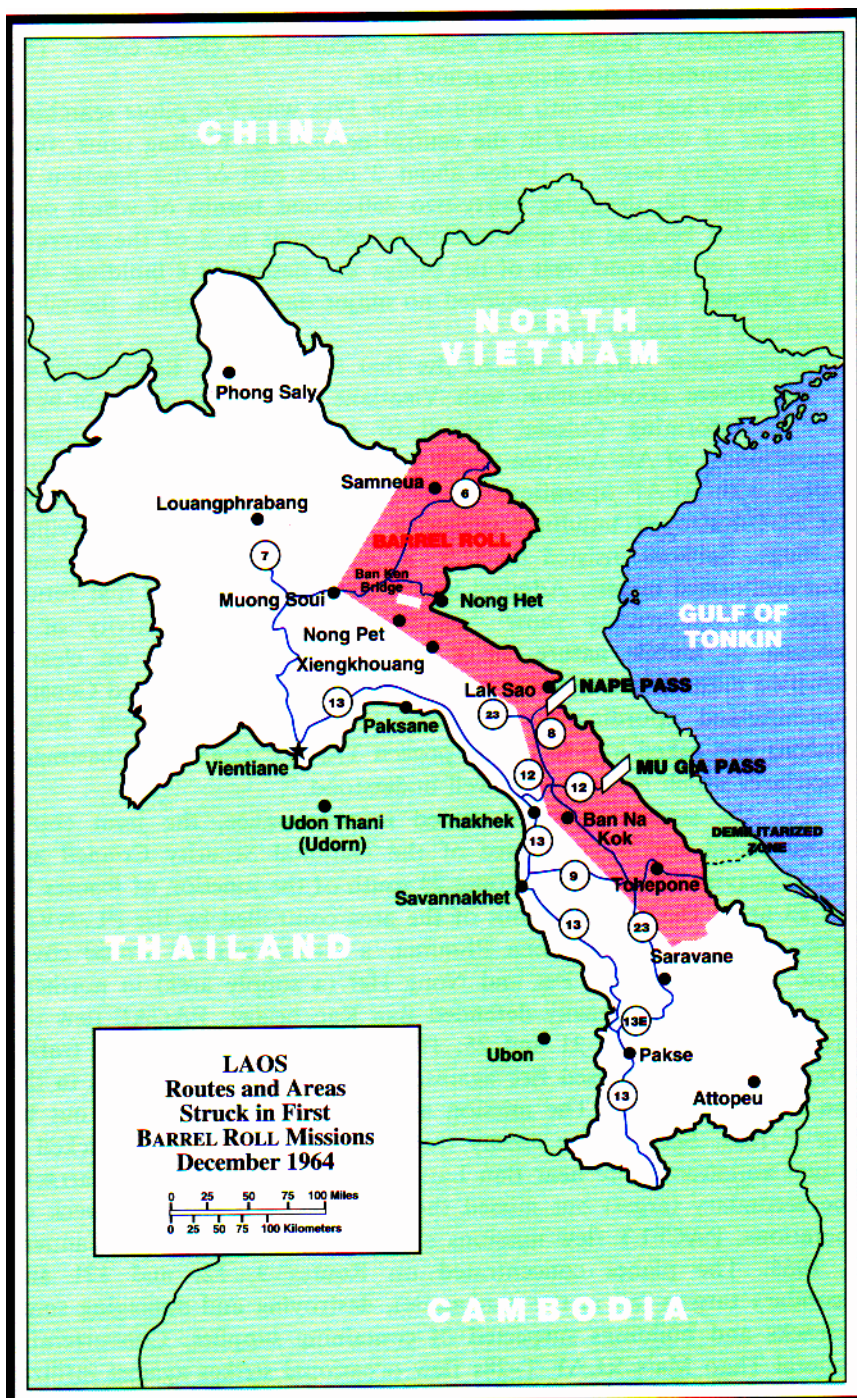 CHINA
NORTH
VIETNAM
Phong Saly
Samneua
6
Louangphrabang
BARREL ROLL
7
Ban Ken
Bridge
Muong Soui
Nong Het
GULF OF
TONKIN
Nong Pet
Xiengkhouang
Lak Sao
NAPE PASS
13
23
Paksane
8
Vientiane
MU GIA PASS
12
12
Udon Thani
(Udorn)
Thakhek
Ban Na
Kok
DEMILITARIZED
ZONE
13
9
Tchepone
Savannakhet
13
23
THAILAND
Saravane
13E
Ubon
Pakse
Attopeu
13
LAOS
Routes and Areas
Struck in First
BARREL ROLL Missions
December 1964
0 25 50 75 100 Miles
0 25 50 75 100 Kilometers
CAMBODIA